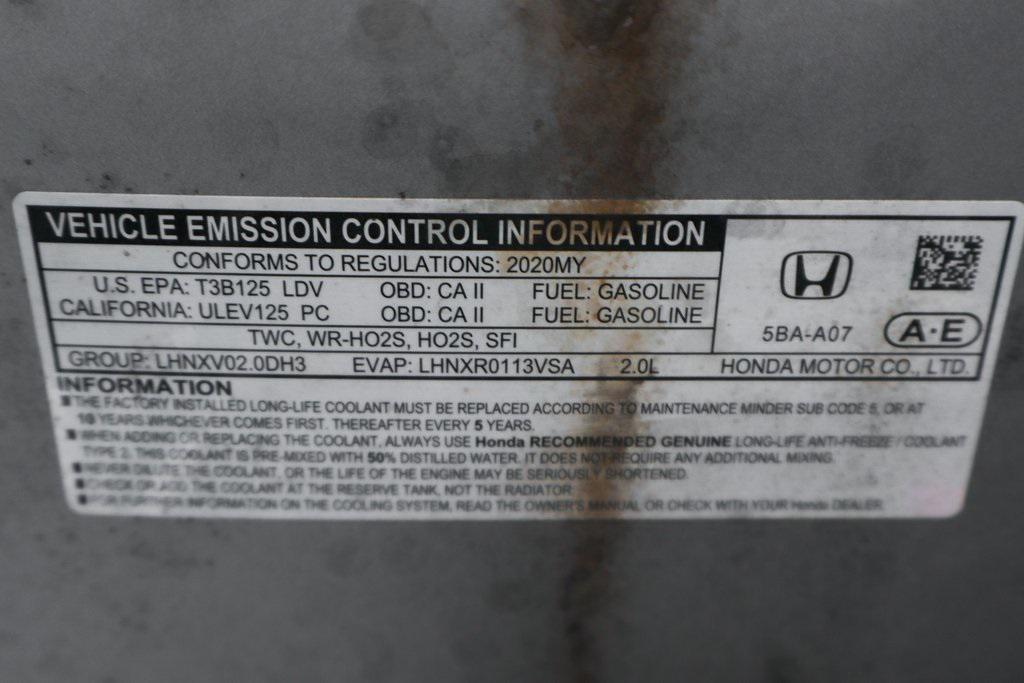 VEHICLE EMISSION CONTROL INFORMATION
CONFORMS TO REGULATIONS: 2020MY
U.S. EPA: T3B125 LDV OBD: CA II FUEL: GASOLINE
CALIFORNIA: ULEV125 PC OBD: CA II FUEL: GASOLINE
TWC, WR-HO2S, HO2S, SFI
5BA-A07 A·E
GROUP: LHNXV02.0DH3 EVAP: LHNXR0113VSA 2.0L HONDA MOTOR CO., LTD.
INFORMATION
■THE FACTORY INSTALLED LONG-LIFE COOLANT MUST BE REPLACED ACCORDING TO MAINTENANCE MINDER SUB CODE 5, OR AT
10 YEARS WHICHEVER COMES FIRST. THEREAFTER EVERY 5 YEARS.
■WHEN ADDING OR REPLACING THE COOLANT, ALWAYS USE Honda RECOMMENDED GENUINE LONG-LIFE ANTI-FREEZE / COOLANT
TYPE 2. THIS COOLANT IS PRE-MIXED WITH 50% DISTILLED WATER. IT DOES NOT REQUIRE ANY ADDITIONAL MIXING.
■NEVER DILUTE THE COOLANT, OR THE LIFE OF THE ENGINE MAY BE SERIOUSLY SHORTENED.
■CHECK OR ADD THE COOLANT AT THE RESERVE TANK, NOT THE RADIATOR.
■FOR FURTHER INFORMATION ON THE COOLING SYSTEM, READ THE OWNER'S MANUAL OR CHECK WITH YOUR Honda DEALER.